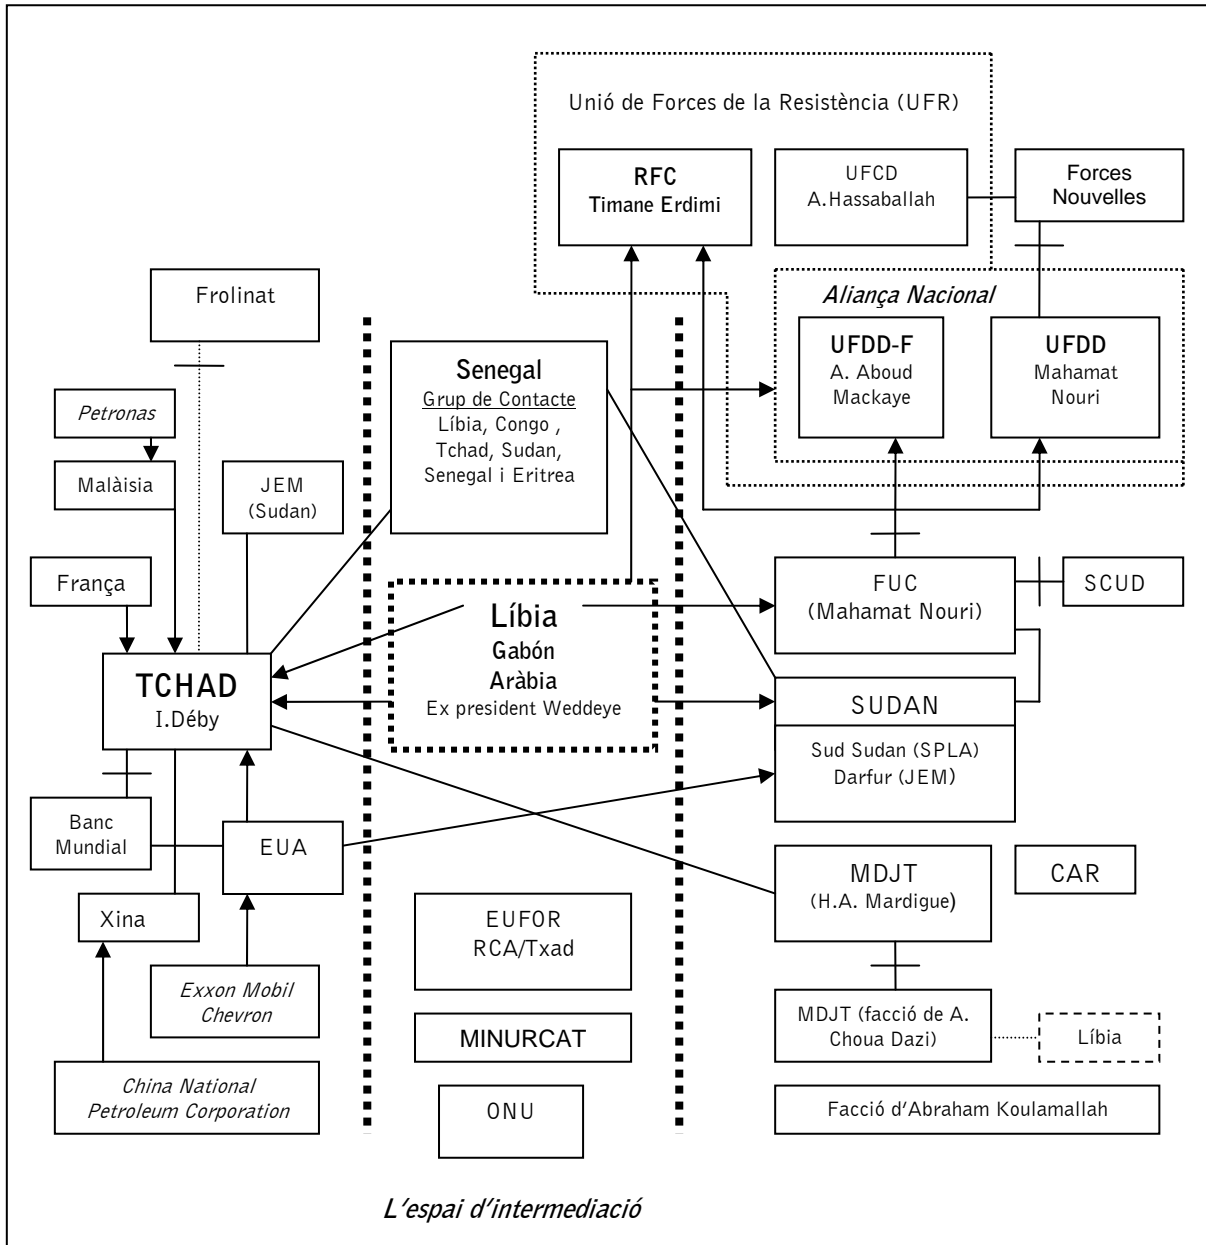 Unió de Forces de la Resistència (UFR)
RFC
Timane Erdimi
UFCD
A.Hassaballah
Forces
Nouvelles
Aliança Nacional
UFDD-F
A. Aboud
Mackaye
UFDD
Mahamat
Nouri
Frolinat
Petronas
Malàisia
JEM
(Sudan)
França
TCHAD
I.Déby
Banc
Mundial
EUA
Xina
Exxon Mobil
Chevron
China National
Petroleum Corporation
Senegal
Grup de Contacte
Líbia, Congo ,
Tchad, Sudan,
Senegal i Eritrea
Líbia
Gabón
Aràbia
Ex president Weddeye
EUFOR
RCA/Txad
MINURCAT
ONU
L'espai d'intermediació
FUC
(Mahamat Nouri)
SCUD
SUDAN
Sud Sudan (SPLA)
Darfur (JEM)
MDJT
(H.A. Mardigue)
CAR
MDJT (facció de A.
Choua Dazi)
Líbia
Facció d'Abraham Koulamallah